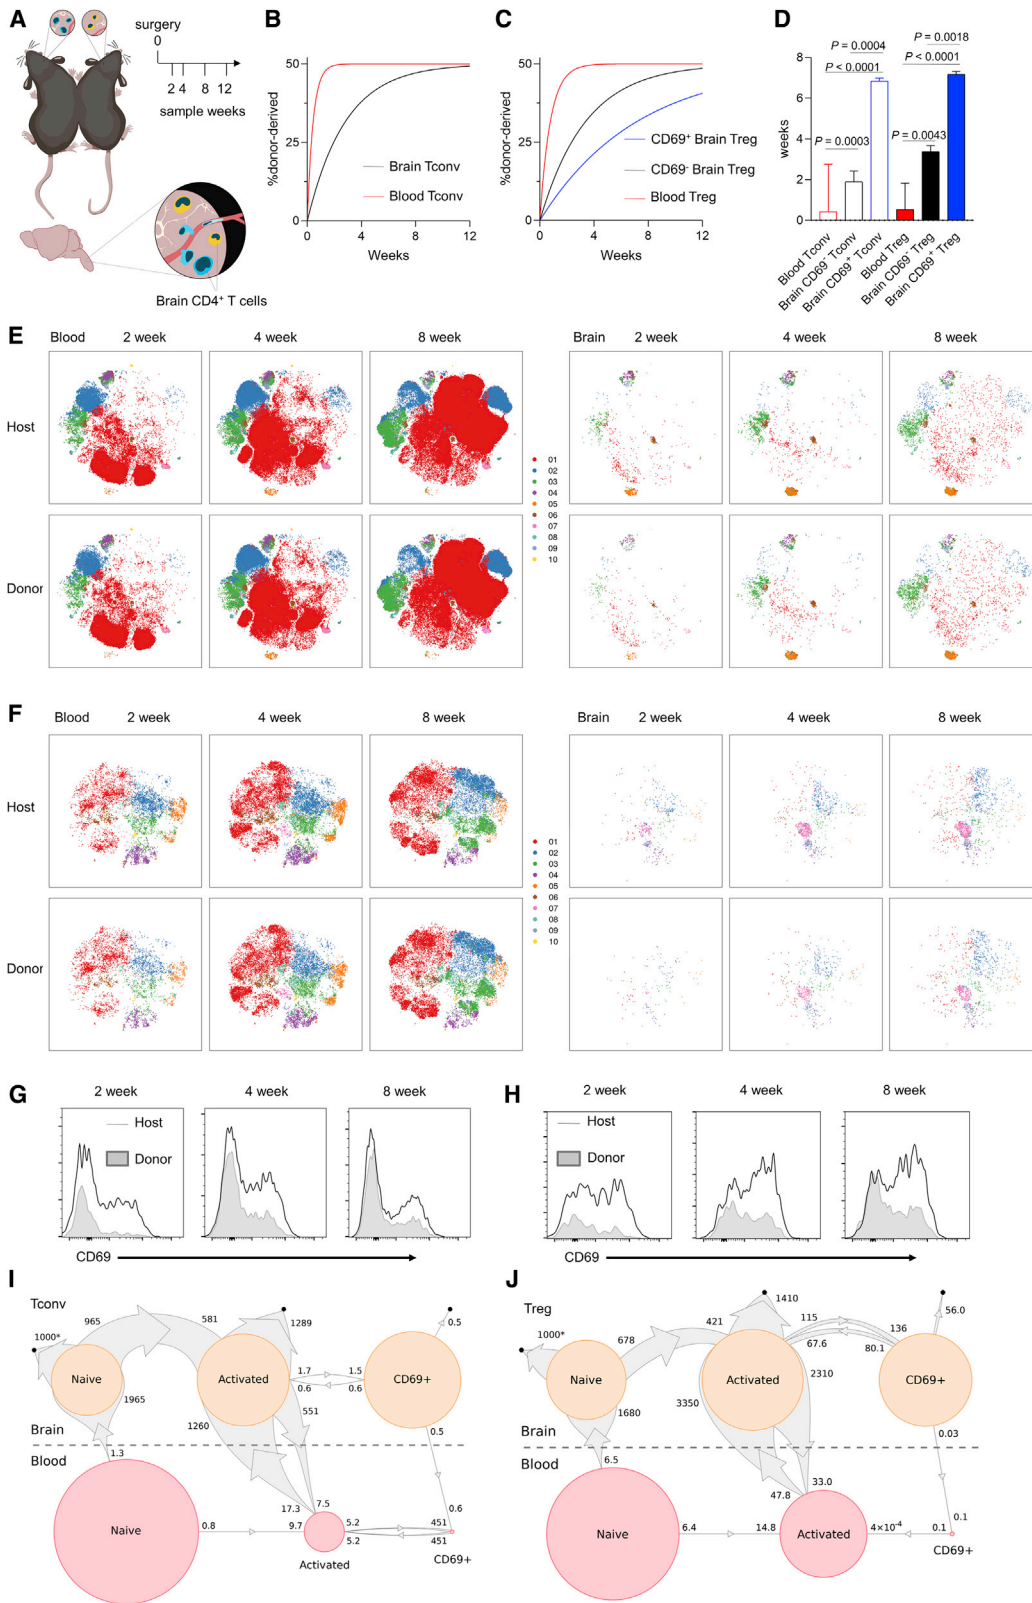 A
surgery
0
2 4 8 12
sample weeks
Brain CD4+ T cells
B
50
25
0
%donor-derived
Brain Tconv
Blood Tconv
0 4 8 12
Weeks
C
50
25
0
%donor-derived
CD69+ Brain Treg
CD69- Brain Treg
Blood Treg
0 4 8 12
Weeks
D
P = 0.0018
P = 0.0004
P < 0.0001
P < 0.0001
P = 0.0043
P = 0.0003
8
6
4
2
0
weeks
Blood Tconv
Brain CD69- Tconv
Brain CD69+ Tconv
Blood Treg
Brain CD69- Treg
Brain CD69+ Treg
E
Blood 2 week 4 week 8 week
Brain 2 week 4 week 8 week
Host
Donor
01
02
03
04
05
06
07
08
09
10
F
Blood 2 week 4 week 8 week
Brain 2 week 4 week 8 week
Host
Donor
01
02
03
04
05
06
07
08
09
10
G
2 week 4 week 8 week
Host
Donor
CD69
H
2 week 4 week 8 week
Host
Donor
CD69
I
Tconv
1000*
965
581
1289
0.5
Naive
Activated
CD69+
1.7
1.5
0.6
0.6
1965
1260
551
0.5
Brain
Blood
1.3
17.3
7.5
0.6
Naive
0.8
9.7
5.2
451
5.2
451
Activated
CD69+
J
Treg
1000*
678
421
1410
115
136
56.0
67.6
80.1
Naive
Activated
CD69+
1680
3350
2310
0.03
Brain
Blood
6.5
47.8
33.0
0.1
Naive
6.4
14.8
Activated
4×10-4
0.1
CD69+